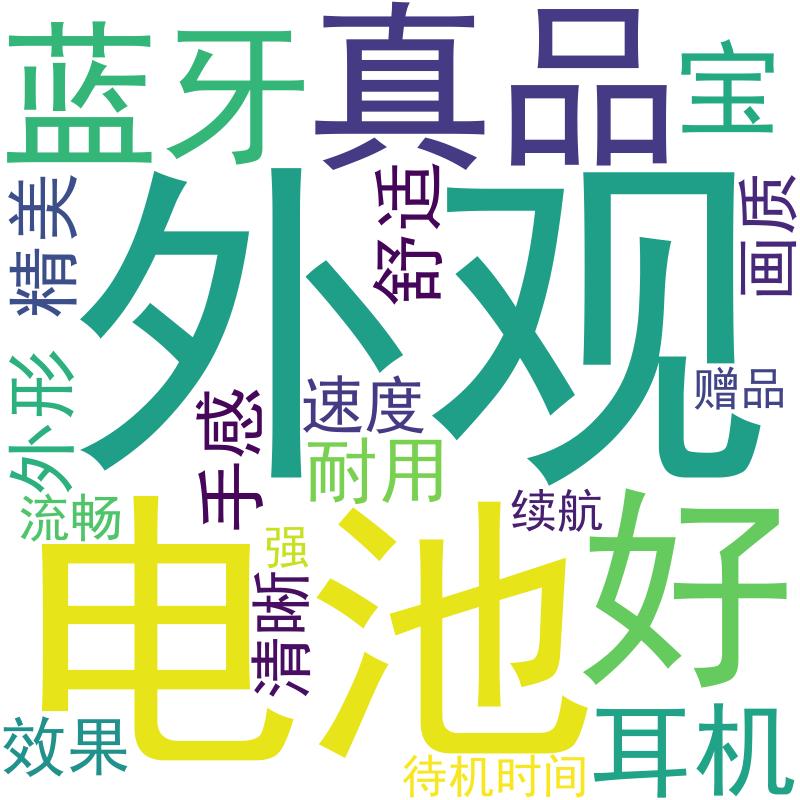 蓝牙
真品
宝
精美
外观
舒适
画质
外形
手感
速度
赠品
耐用
流畅
电池
强
续航
好
清晰
效果
待机时间
耳机